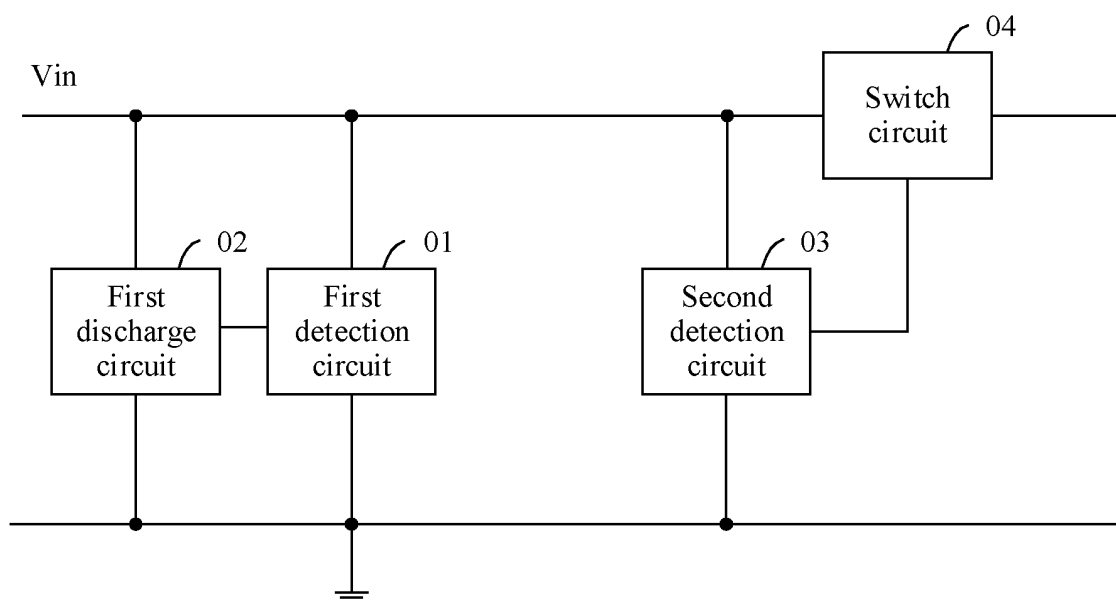 04
Vin
Switch
circuit
02
01
03
First
discharge
circuit
First
detection
circuit
Second
detection
circuit